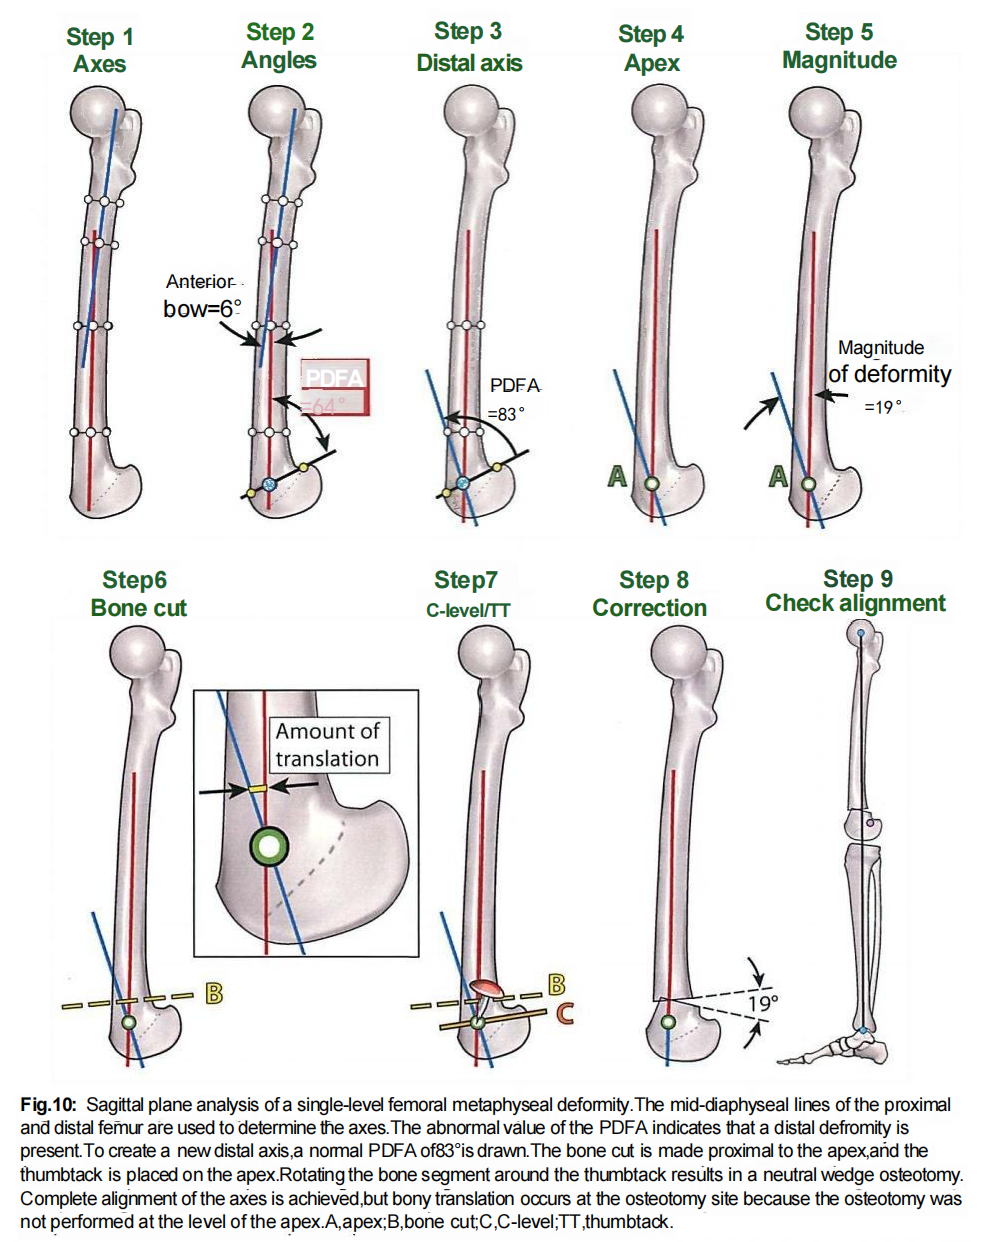 Step 1
Axes
Step 2
Angles
Step 3
Distal axis
Step 4
Apex
Step 5
Magnitude
Anterior
bow=6°
PDFA
=64°
PDFA
=83°
A
Magnitude
of deformity
=19°
A
Step6
Bone cut
Step7
C-level/TT
Step 8
Correction
Step 9
Check alignment
Amount of
translation
B
B
C
19°
Fig.10: Sagittal plane analysis of a single-level femoral metaphyseal deformity.The mid-diaphyseal lines of the proximal
and distal femur are used to determine the axes.The abnormal value of the PDFA indicates that a distal defromity is
present.To create a new distal axis,a normal PDFA of83°is drawn.The bone cut is made proximal to the apex,and the
thumbtack is placed on the apex.Rotating the bone segment around the thumbtack results in a neutral wedge osteotomy.
Complete alignment of the axes is achieved,but bony translation occurs at the osteotomy site because the osteotomy was
not performed at the level of the apex.A,apex;B,bone cut;C,C-level;TT,thumbtack.